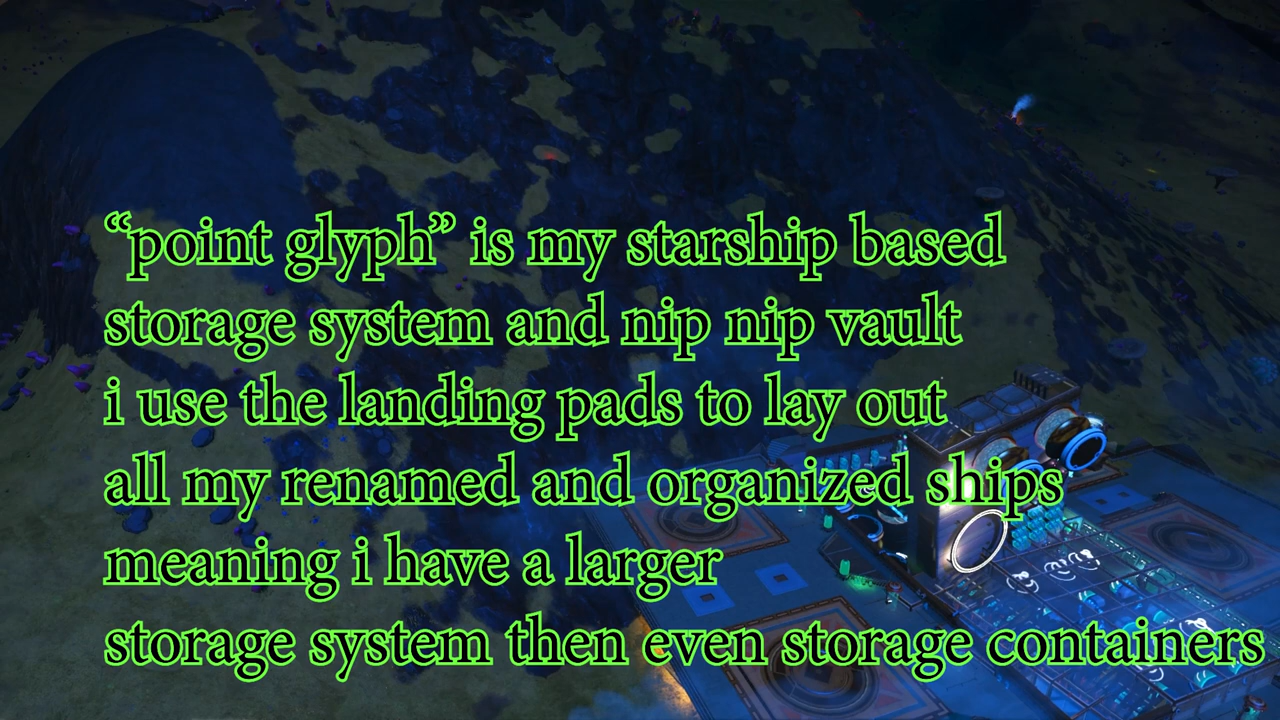 “point glyph” is my starship based
storage system and nip nip vault
i use the landing pads to lay out
all my renamed and organized ships
meaning i have a larger
storage system then even storage containers